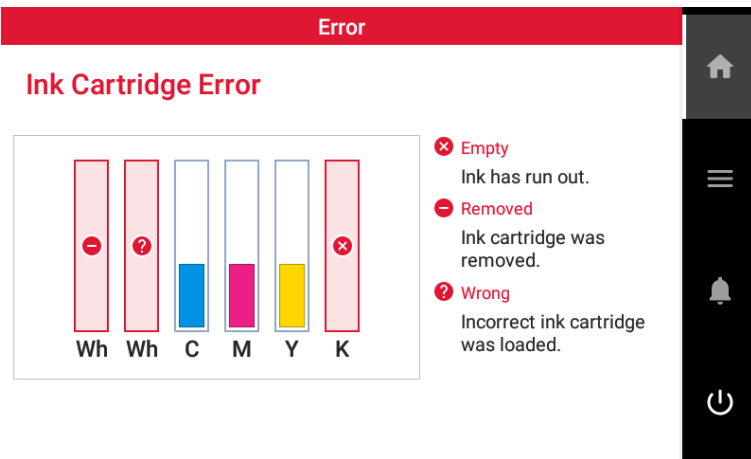 Error
Ink Cartridge Error
Wh Wh C M Y K
Empty
Ink has run out.
Removed
Ink cartridge was
removed.
Wrong
Incorrect ink cartridge
was loaded.